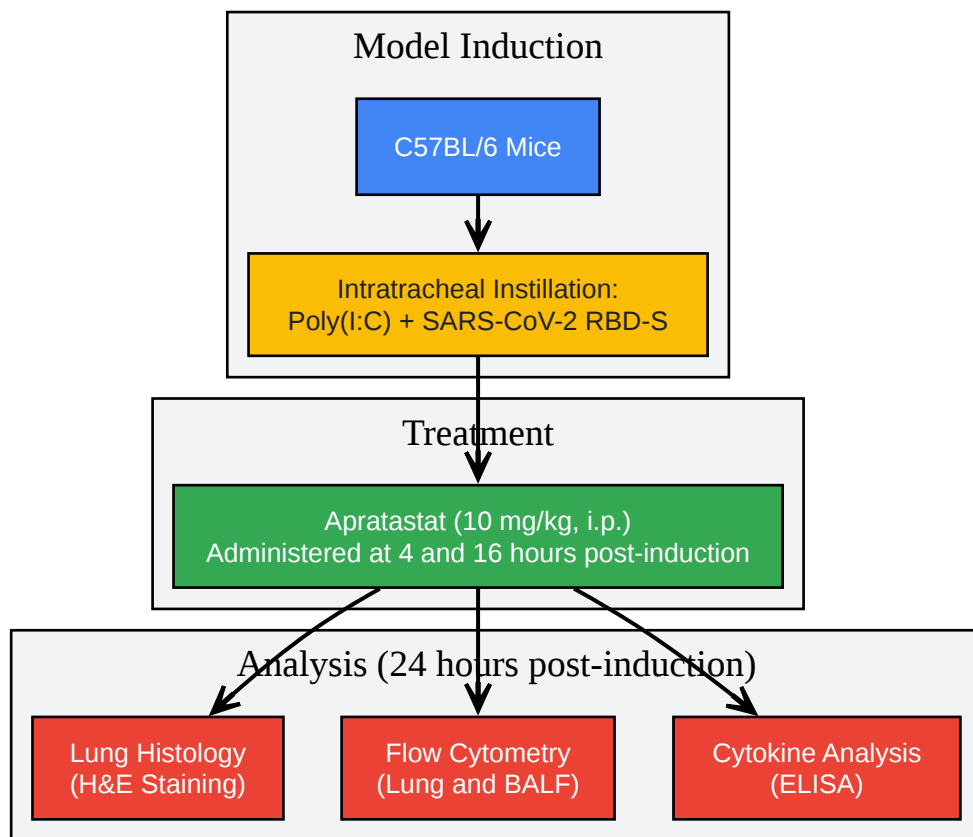 Model Induction
C57BL/6 Mice
Intratracheal Instillation:
Poly(I:C) + SARS-CoV-2 RBD-S
Treatment
Apratastat (10 mg/kg, i.p.)
Administered at 4 and 16 hours post-induction
Analysis (24 hours post-induction)
Lung Histology
(H&E Staining)
Flow Cytometry
(Lung and BALF)
Cytokine Analysis
(ELISA)